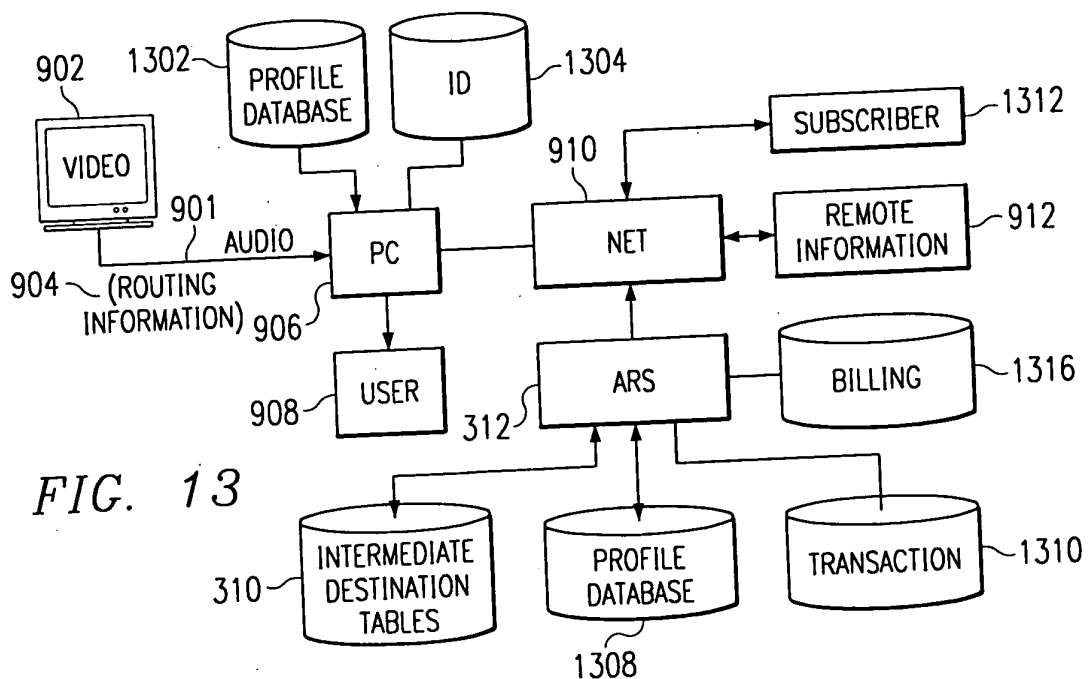 1302
PROFILE
DATABASE
ID
1304
902
VIDEO
SUBSCRIBER
1312
910
901
AUDIO
PC
NET
REMOTE
INFORMATION
912
904
(ROUTING
INFORMATION)
906
USER
908
ARS
312
BILLING
1316
FIG. 13
310
INTERMEDIATE
DESTINATION
TABLES
PROFILE
DATABASE
1308
TRANSACTION
1310